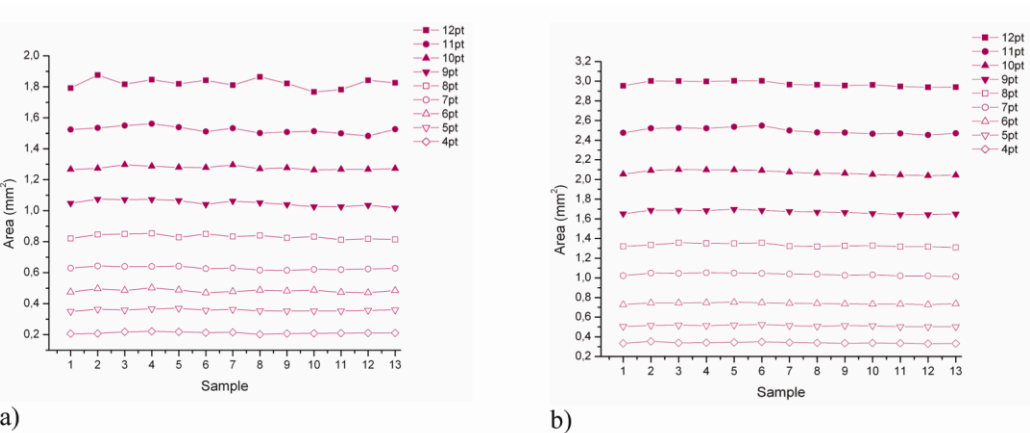 12pt
11pt
10pt
9pt
8pt
7pt
6pt
5pt
4pt
2,0
1,8
1,6
1,4
1,2
1,0
0,8
0,6
0,4
0,2
Area (mm²)
1 2 3 4 5 6 7 8 9 10 11 12 13
Sample
a)
12pt
11pt
10pt
9pt
8pt
7pt
6pt
5pt
4pt
3,2
3,0
2,8
2,6
2,4
2,2
2,0
1,8
1,6
1,4
1,2
1,0
0,8
0,6
0,4
0,2
Area (mm²)
1 2 3 4 5 6 7 8 9 10 11 12 13
Sample
b)